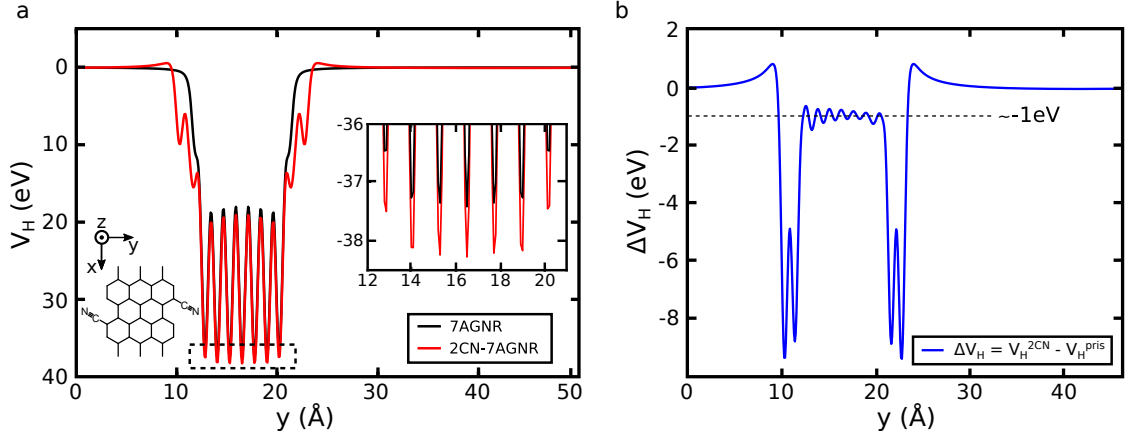 a
V_H (eV)
0
10
20
30
40
0
10
20
30
40
50
y (Å)
z
y
x
N≡C
C≡N
-36
-37
-38
12
14
16
18
20
7AGNR
2CN-7AGNR
b
ΔV_H (eV)
2
0
-2
-4
-6
-8
0
10
20
30
40
y (Å)
~-1eV
ΔV_H = V_H^2CN - V_H^pris